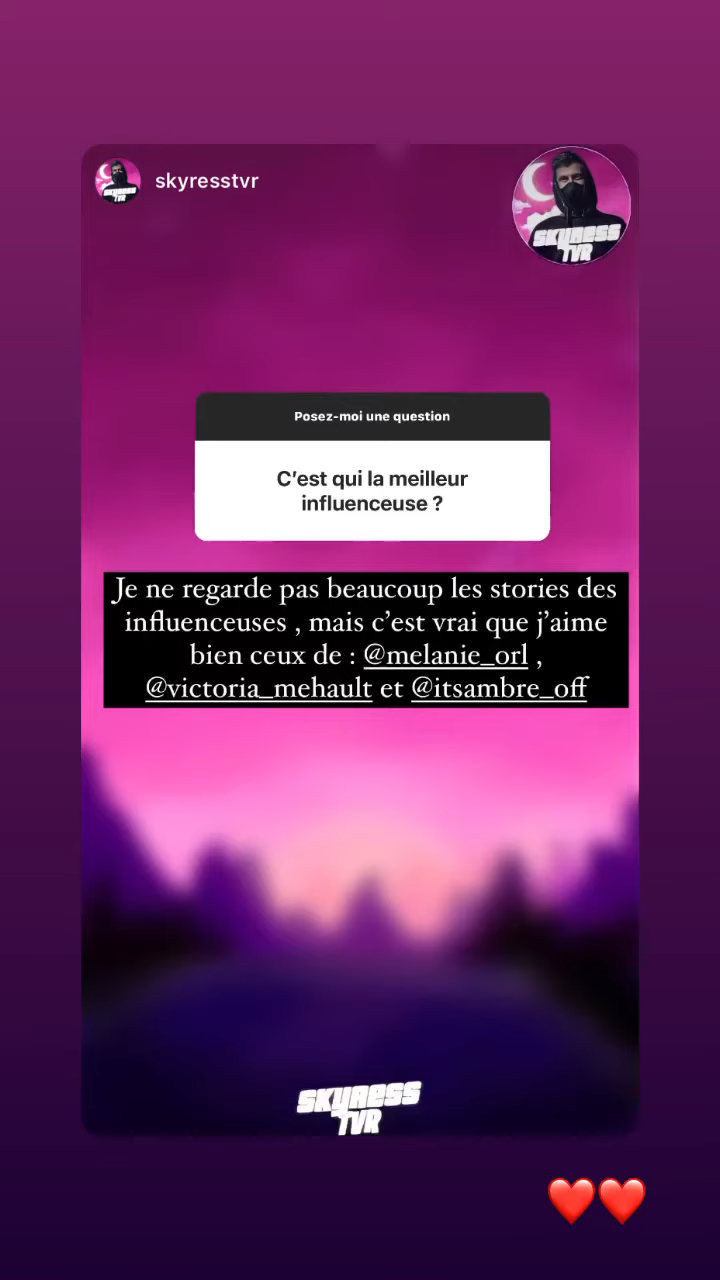 skyresstvr
SKYRESS
TVR
Posez-moi une question
C'est qui la meilleur
influenceuse ?
Je ne regarde pas beaucoup les stories des
influenceuses , mais c'est vrai que j'aime
bien ceux de : @melanie_orl ,
@victoria_mehault et @itsambre_off
SKYRESS
TVR